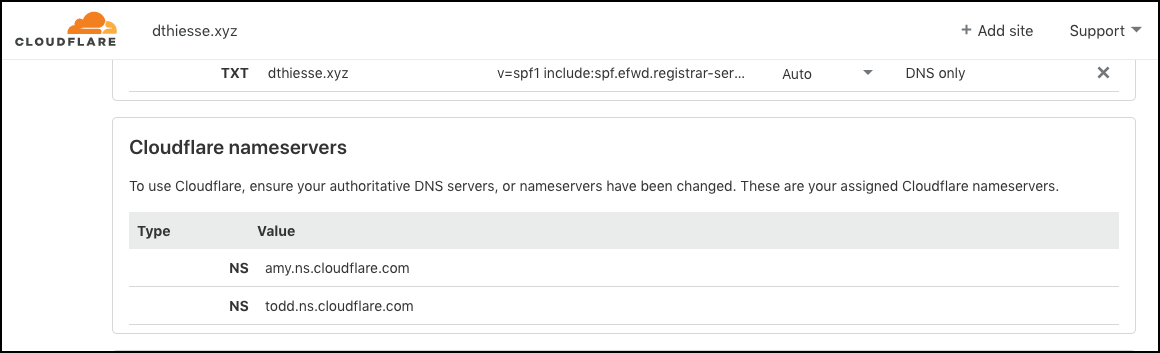 CLOUDFLARE dthiesse.xyz + Add site Support
TXT dthiesse.xyz v=spf1 include:spf.efwd.registrar-ser... Auto DNS only
Cloudflare nameservers
To use Cloudflare, ensure your authoritative DNS servers, or nameservers have been changed. These are your assigned Cloudflare nameservers.
Type Value
NS amy.ns.cloudflare.com
NS todd.ns.cloudflare.com